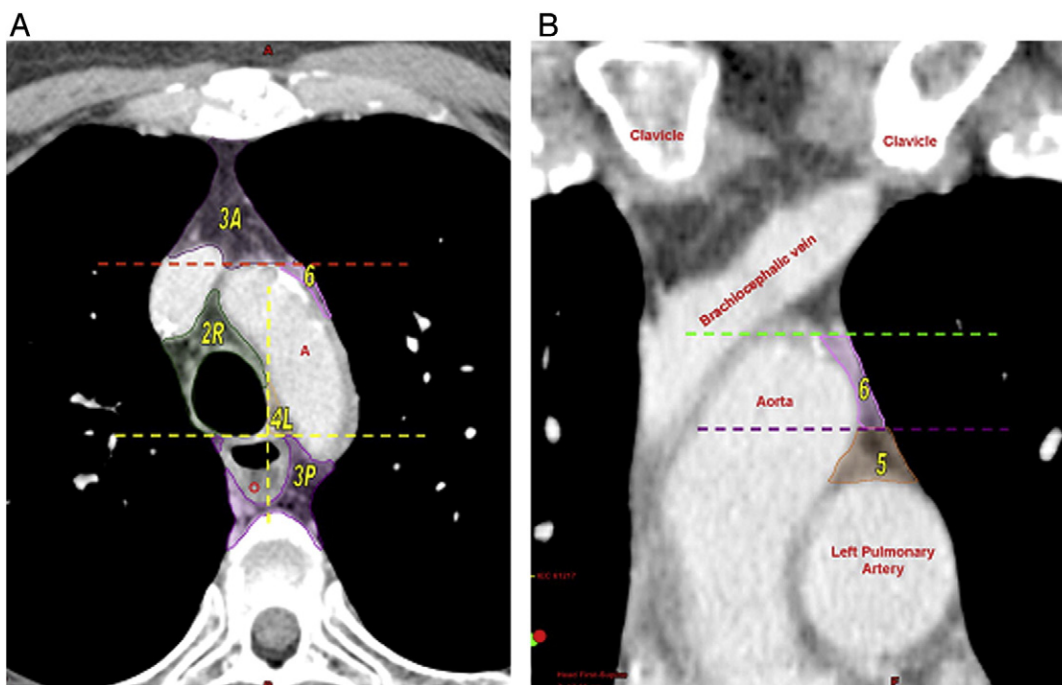 A
B
A
3A
6
2R
A
4L
3P
O
Clavicle
Clavicle
Brachiocephalic vein
Aorta
6
5
Left Pulmonary
Artery